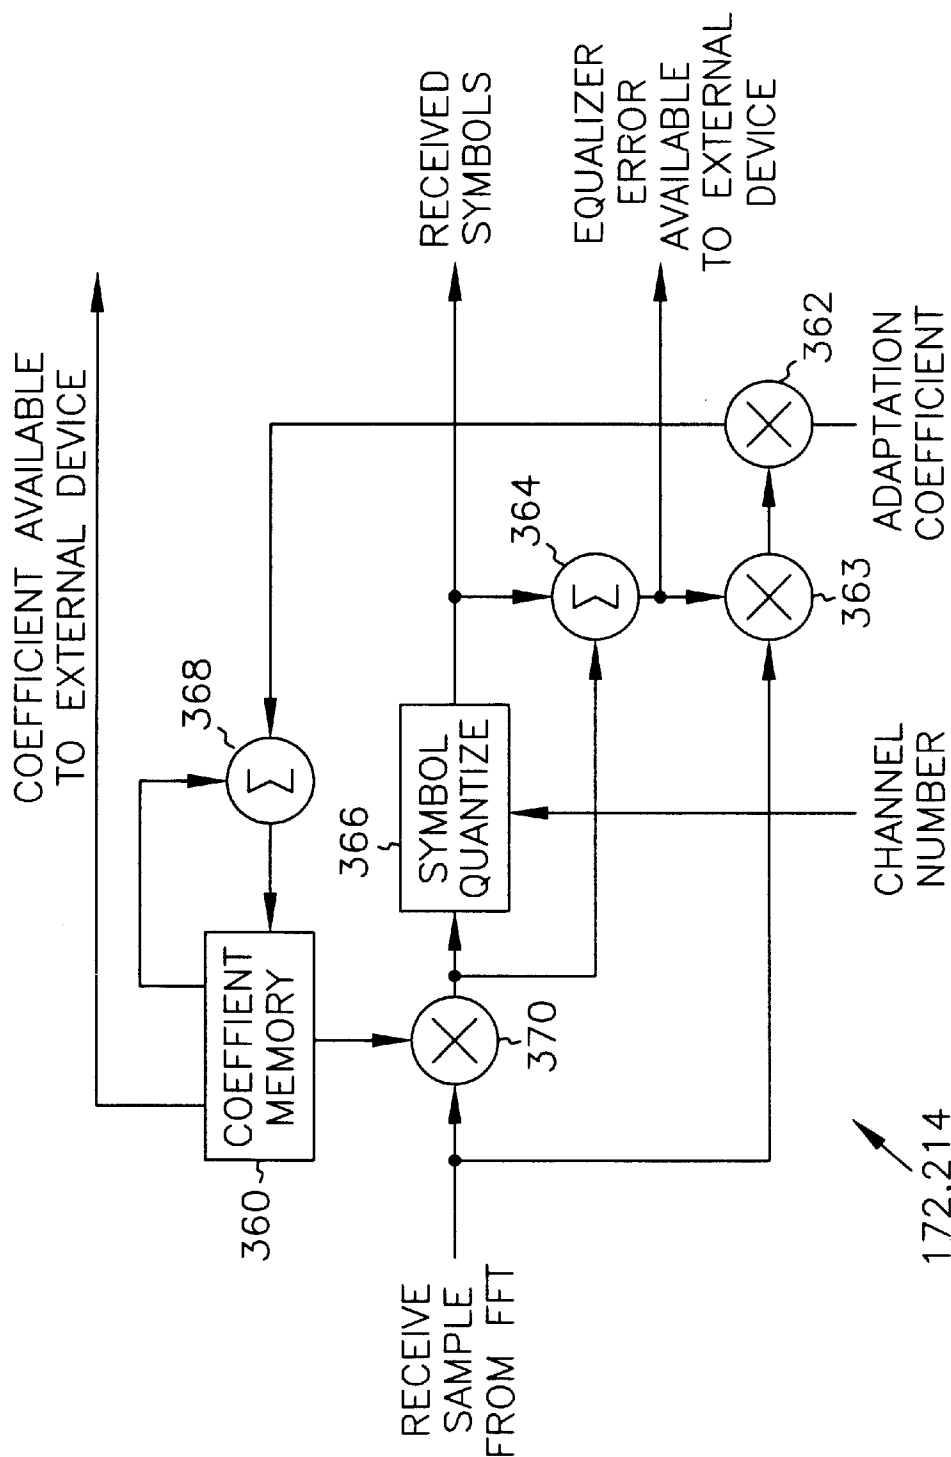 COEFFICIENT AVAILABLE
TO EXTERNAL DEVICE
368
COEFFIENT
MEMORY
360
366
SYMBOL
QUANTIZE
370
RECEIVE
SAMPLE
FROM FFT
RECEIVED
SYMBOLS
364
Σ
Σ
EQUALIZER
ERROR
AVAILABLE
TO EXTERNAL
DEVICE
362
363
CHANNEL
NUMBER
ADAPTATION
COEFFICIENT
172,214